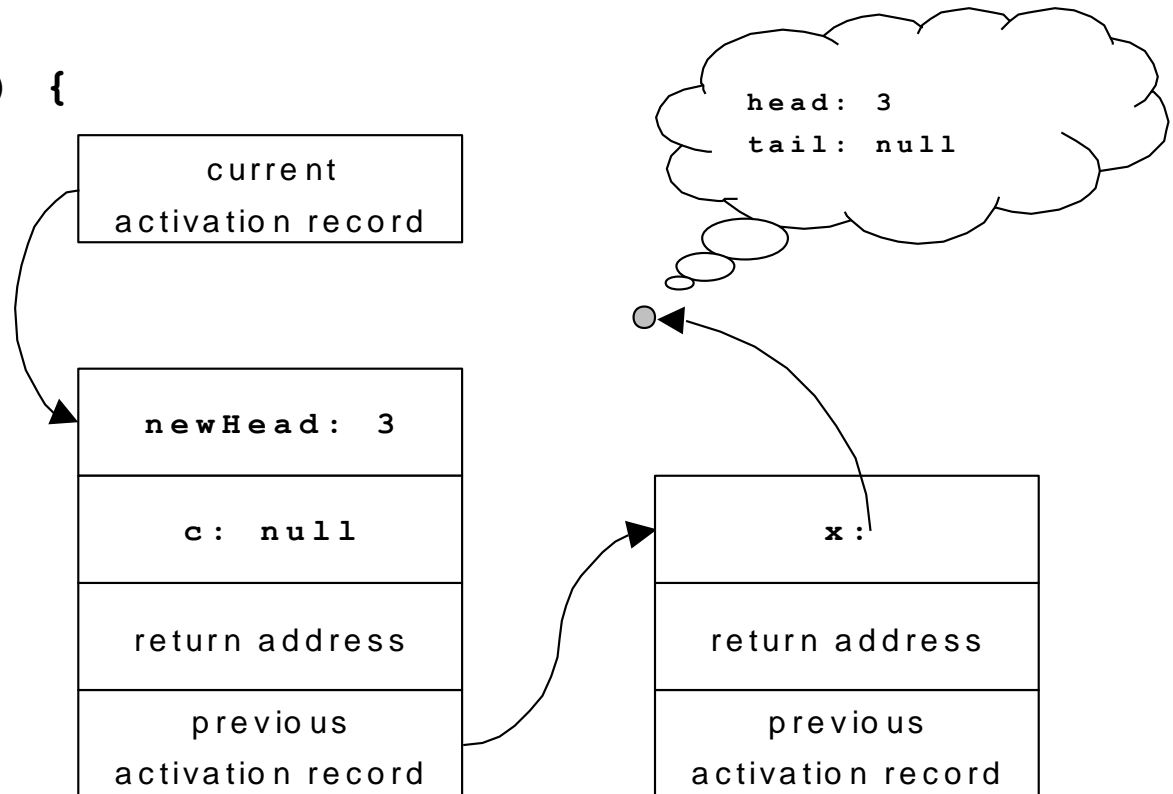 ) {
head: 3
tail: null
current
activation record
newHead: 3
c: null
return address
previous
activation record
x:
return address
previous
activation record